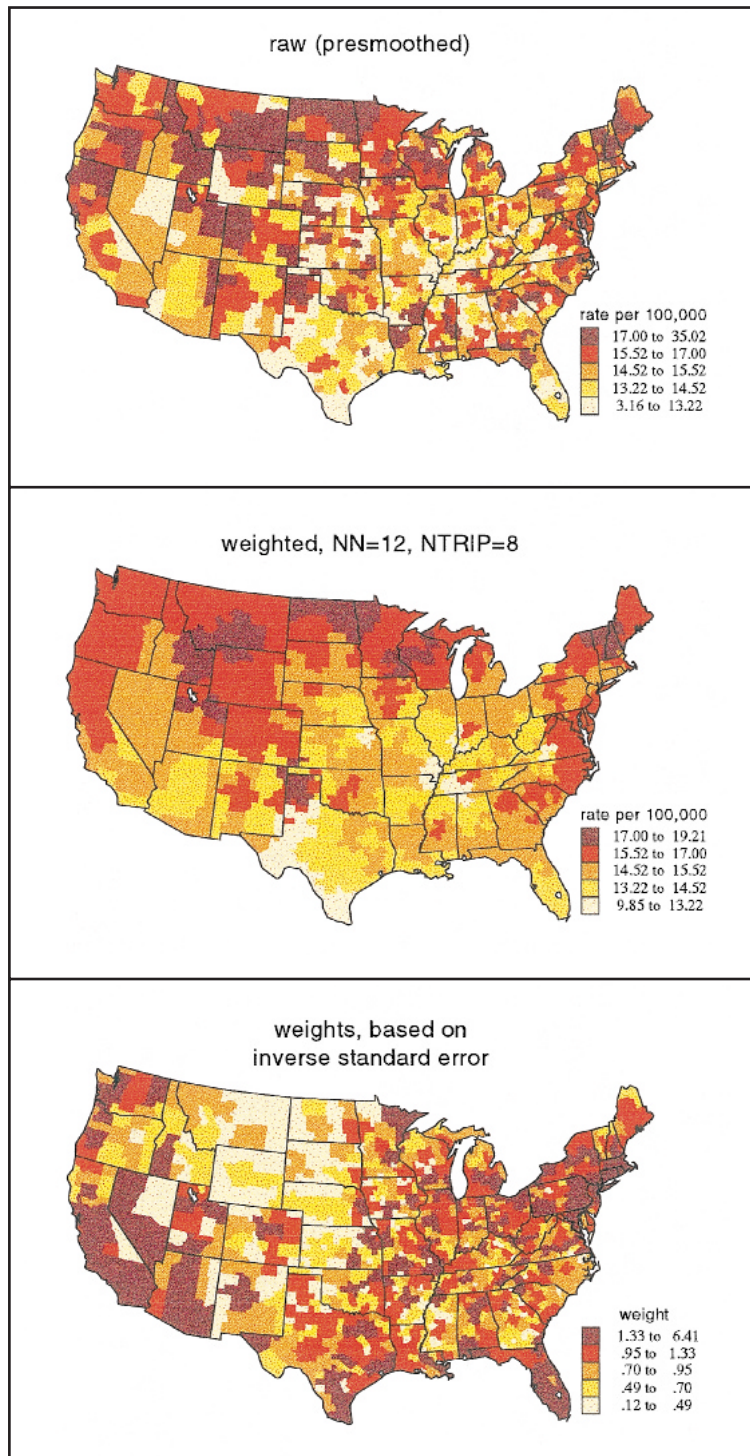 raw (presmoothed)
rate per 100,000
17.00 to 35.02
15.52 to 17.00
14.52 to 15.52
13.22 to 14.52
3.16 to 13.22
weighted, NN=12, NTRIP=8
rate per 100,000
17.00 to 19.21
15.52 to 17.00
14.52 to 15.52
13.22 to 14.52
9.85 to 13.22
weights, based on
inverse standard error
weight
1.33 to 6.41
.95 to 1.33
.70 to .95
.49 to .70
.12 to .49